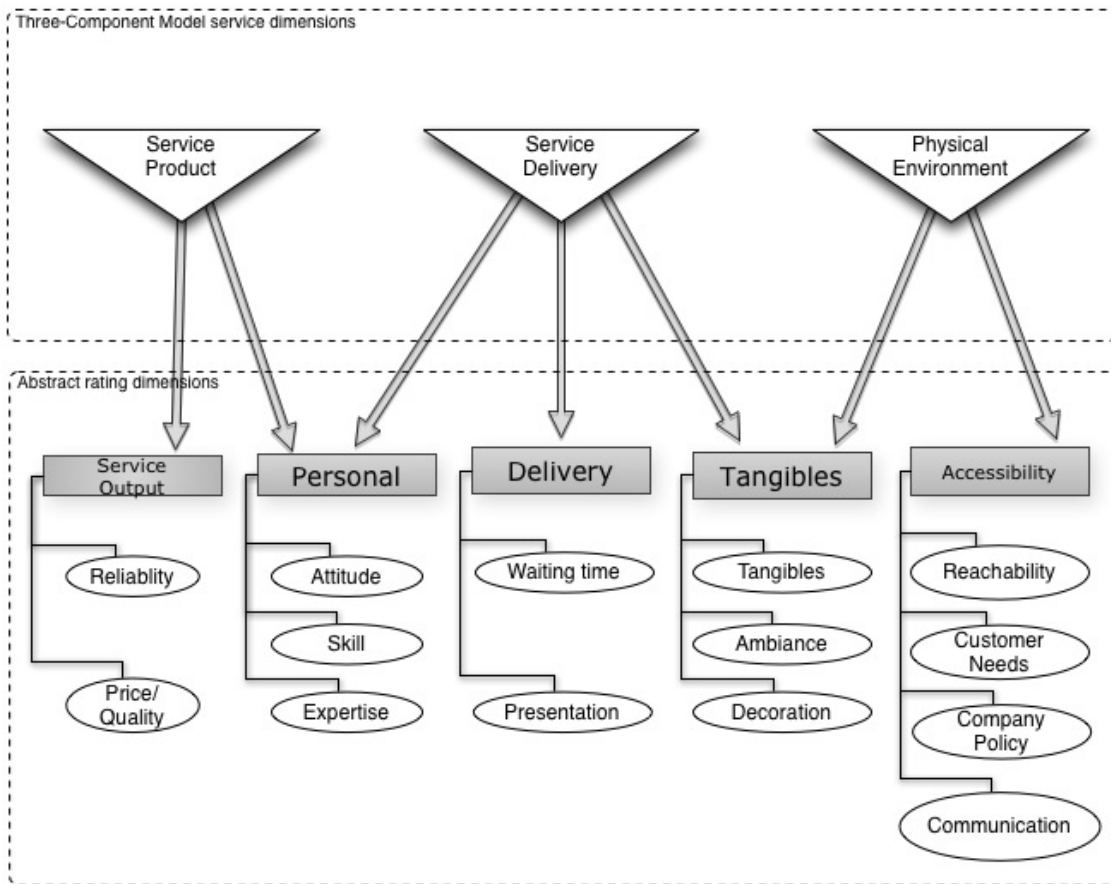 Three-Component Model service dimensions
Service
Product
Service
Delivery
Physical
Environment
Abstract rating dimensions
Service
Output
Personal
Delivery
Tangibles
Accessibility
Reliablity
Attitude
Waiting time
Tangibles
Reachability
Skill
Ambiance
Customer
Needs
Price/
Quality
Expertise
Presentation
Decoration
Company
Policy
Communication